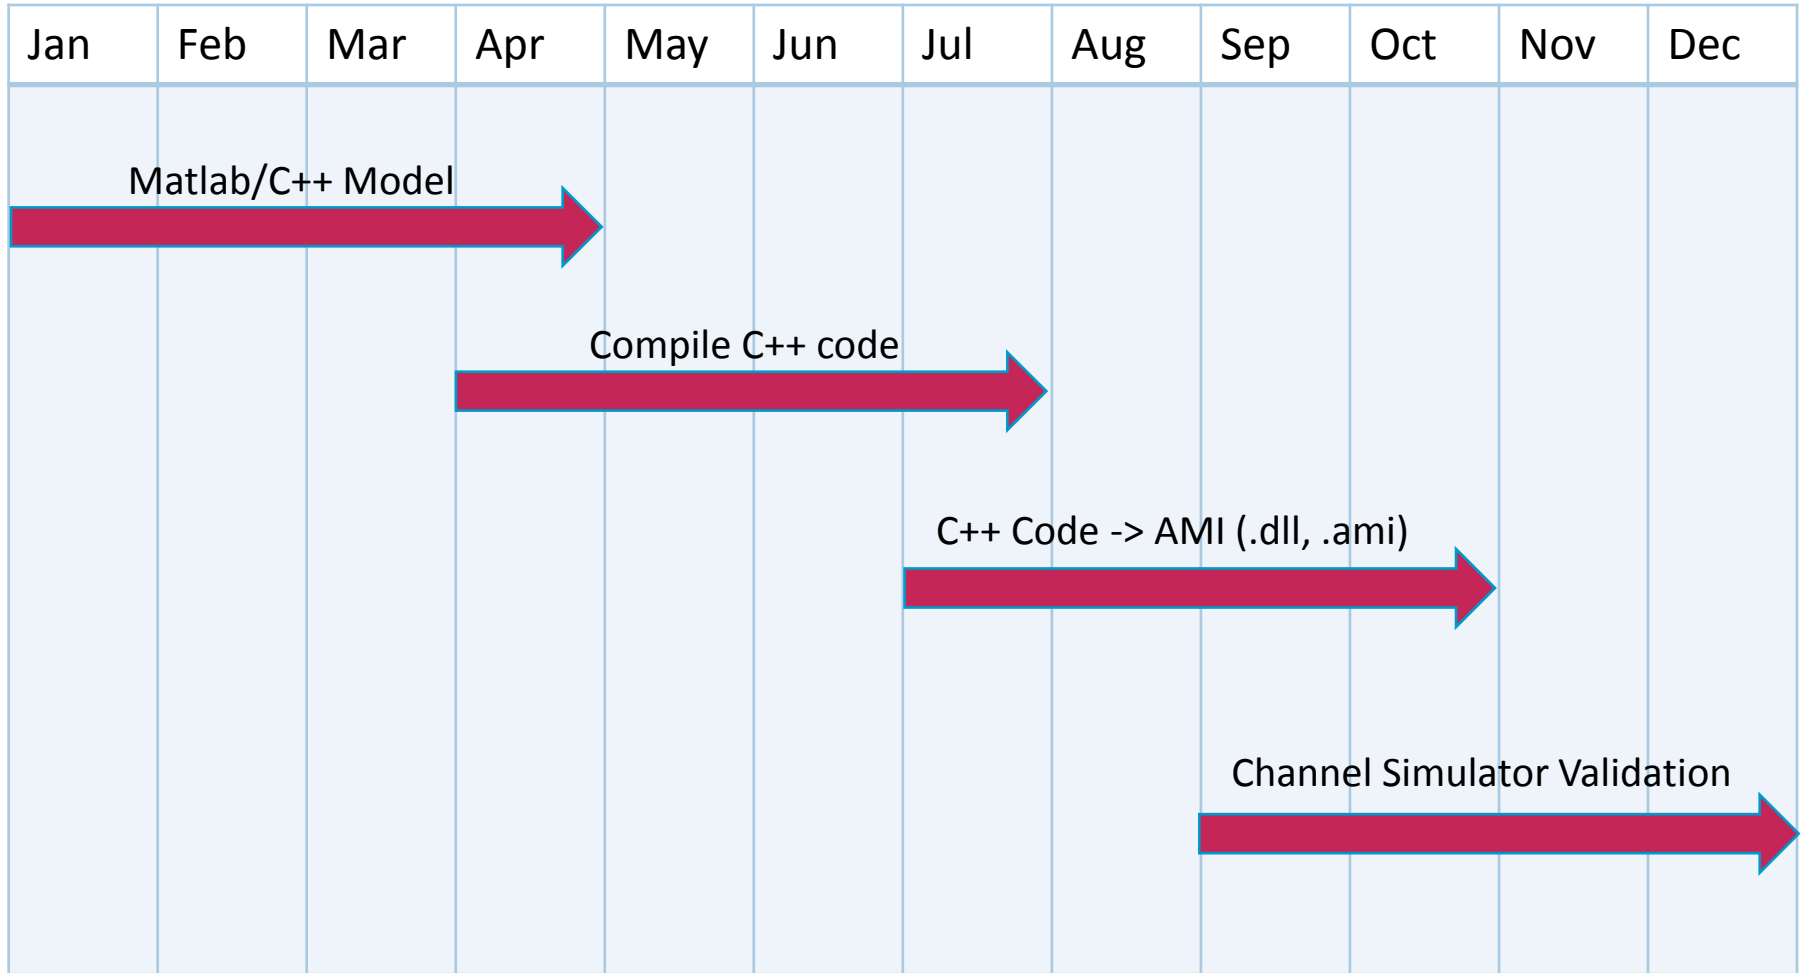 Jan Feb Mar Apr May Jun Jul Aug Sep Oct Nov Dec
Matlab/C++ Model
Compile C++ code
C++ Code -> AMI (.dll, .ami)
Channel Simulator Validation